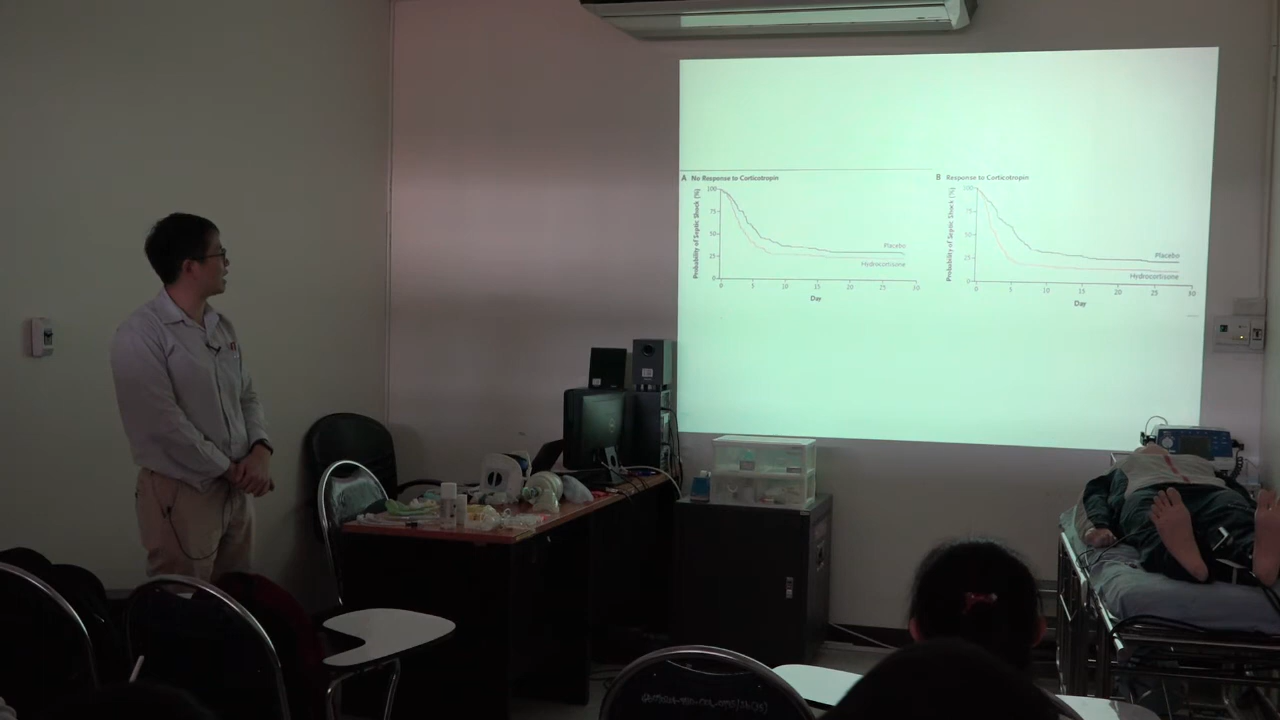 A No Response to Corticotropin
Probability of Septic Shock (%)
100
75
50
25
0
0 5 10 15 20 25 30
Placebo
Hydrocortisone
Day
B Response to Corticotropin
Probability of Septic Shock (%)
100
75
50
25
0
0 5 10 15 20 25 30
Placebo
Hydrocortisone
Day